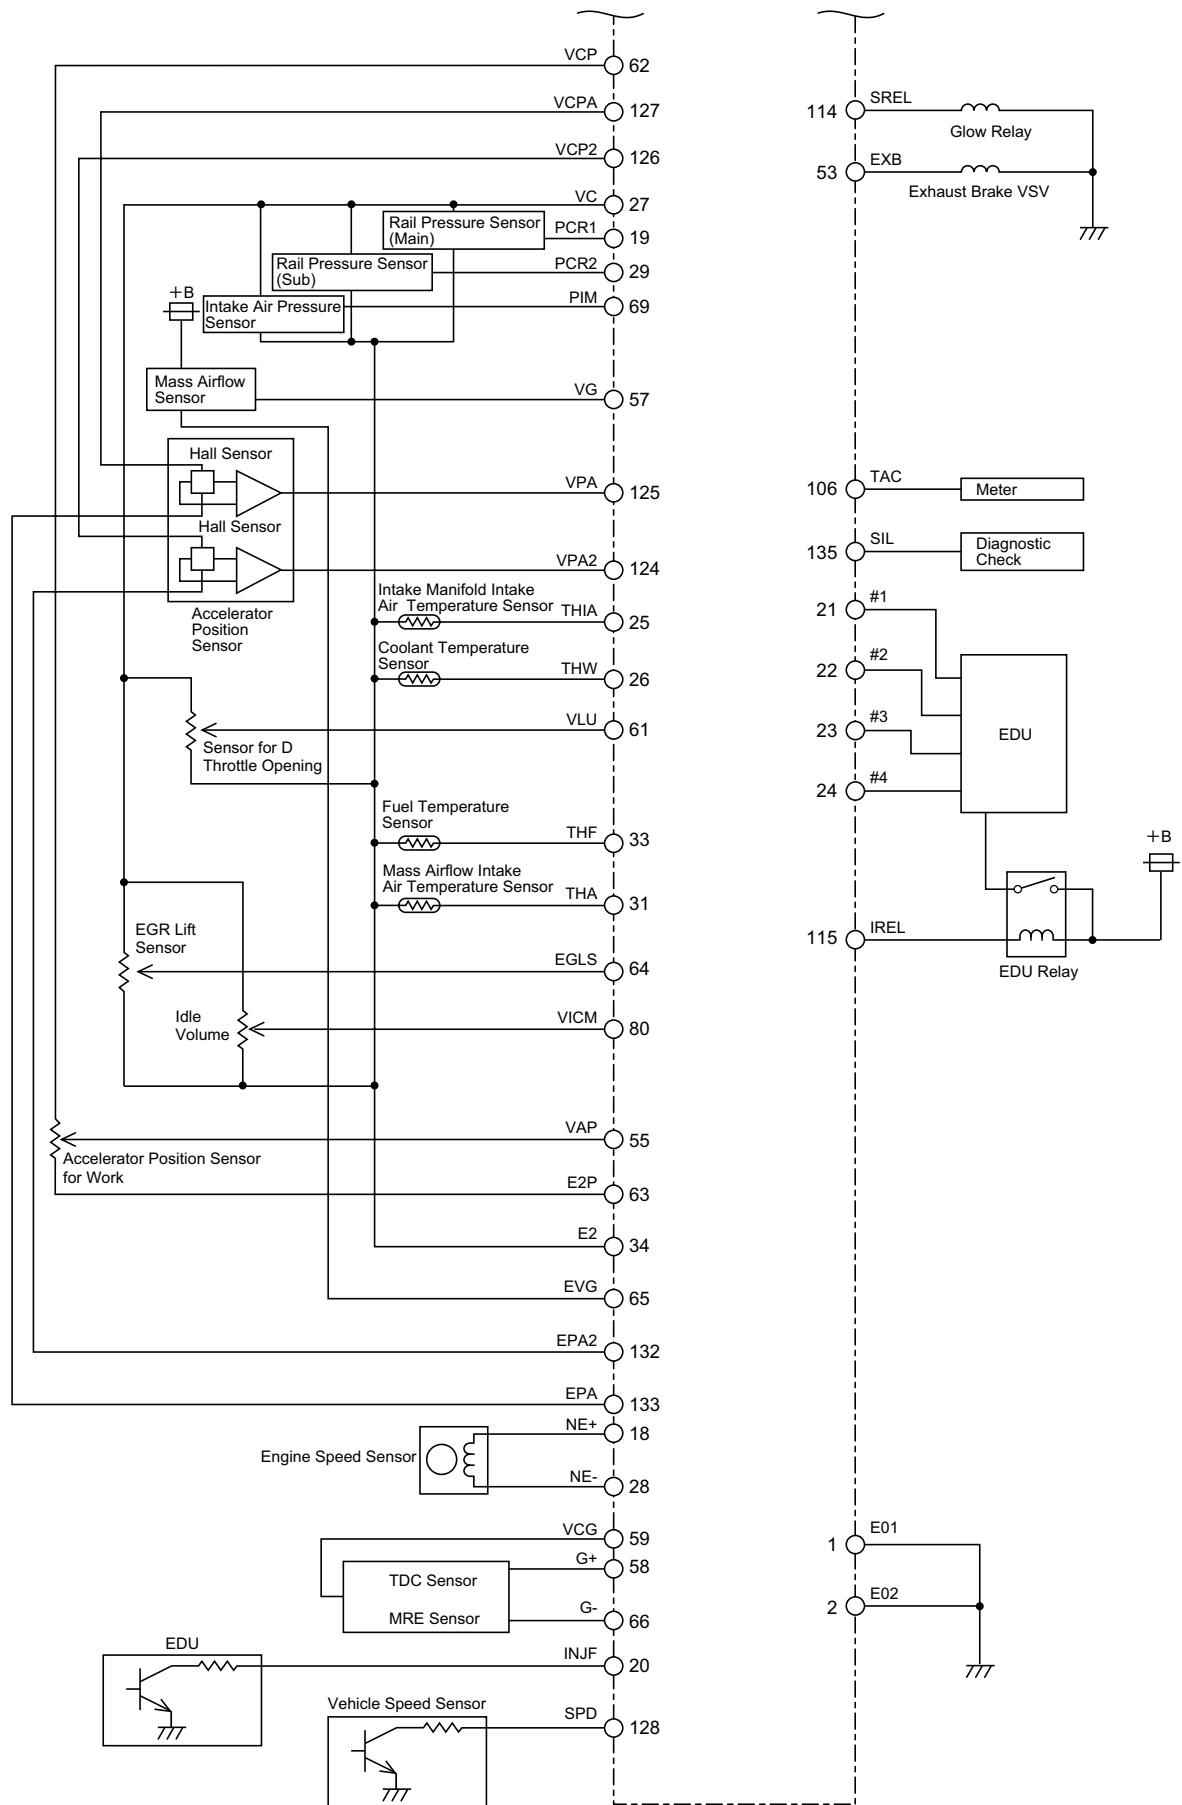 VCP
62
VCPA
127
VCP2
126
VC
27
Rail Pressure Sensor
(Main)
PCR1
19
Rail Pressure Sensor
(Sub)
PCR2
29
+B
Intake Air Pressure
Sensor
PIM
69
Mass Airflow
Sensor
VG
57
Hall Sensor
VPA
125
Hall Sensor
VPA2
124
Accelerator
Position
Sensor
Intake Manifold Intake
Air Temperature Sensor
THIA
25
Coolant Temperature
Sensor
THW
26
VLU
61
Sensor for D
Throttle Opening
Fuel Temperature
Sensor
THF
33
Mass Airflow Intake
Air Temperature Sensor
THA
31
EGR Lift
Sensor
EGLS
64
Idle
Volume
VICM
80
VAP
55
Accelerator Position Sensor
for Work
E2P
63
E2
34
EVG
65
EPA2
132
EPA
133
NE+
18
Engine Speed Sensor
NE-
28
VCG
59
G+
58
TDC Sensor
MRE Sensor
G-
66
EDU
INJF
20
Vehicle Speed Sensor
SPD
128
114
SREL
Glow Relay
53
EXB
Exhaust Brake VSV
106
TAC
Meter
135
SIL
Diagnostic
Check
21
#1
22
#2
23
#3
24
#4
EDU
+B
115
IREL
EDU Relay
1
E01
2
E02